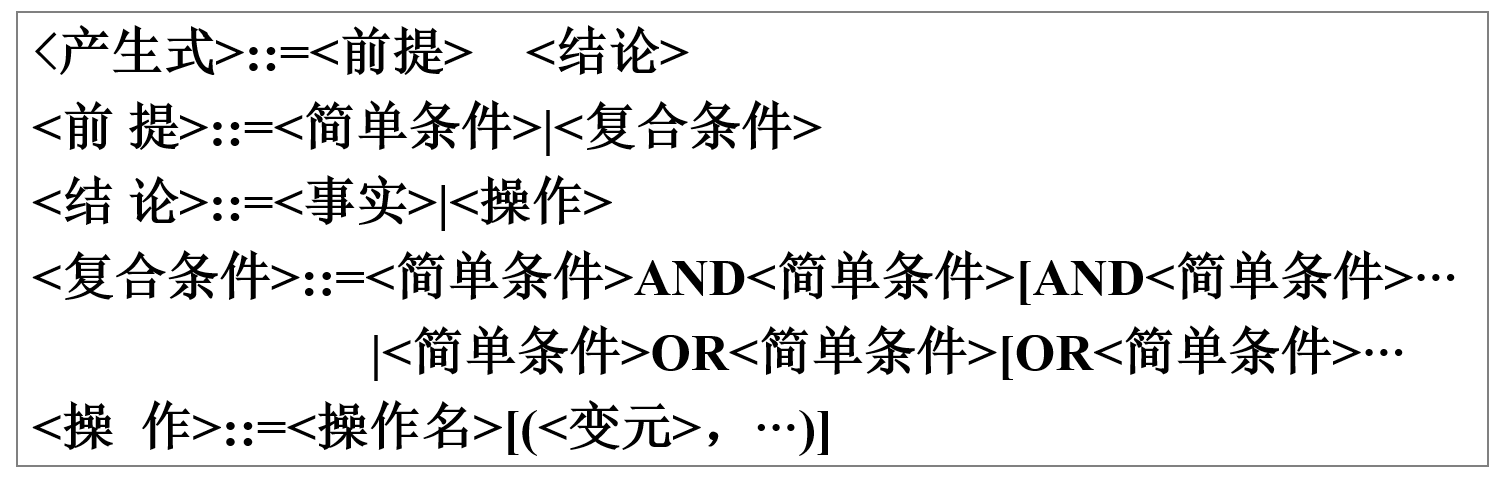 <产生式>::=<前提>　<结论>
<前 提>::=<简单条件>|<复合条件>
<结 论>::=<事实>|<操作>
<复合条件>::=<简单条件>AND<简单条件>[AND<简单条件>…
|<简单条件>OR<简单条件>[OR<简单条件>…
<操 作>::=<操作名>[(<变元>，…)]